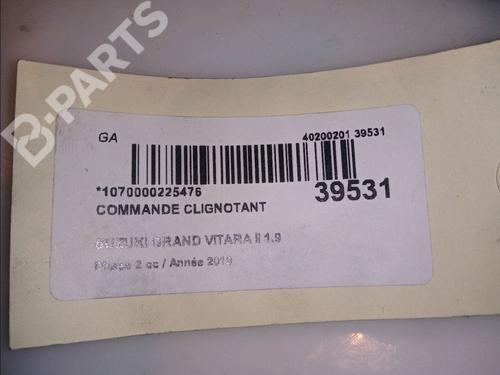 B-PARTS
GA
40200201 39531
*1070000225476
39531
COMMANDE CLIGNOTANT
SUZUKI GRAND VITARA II 1.9
Phase 2 cc / Année 2010